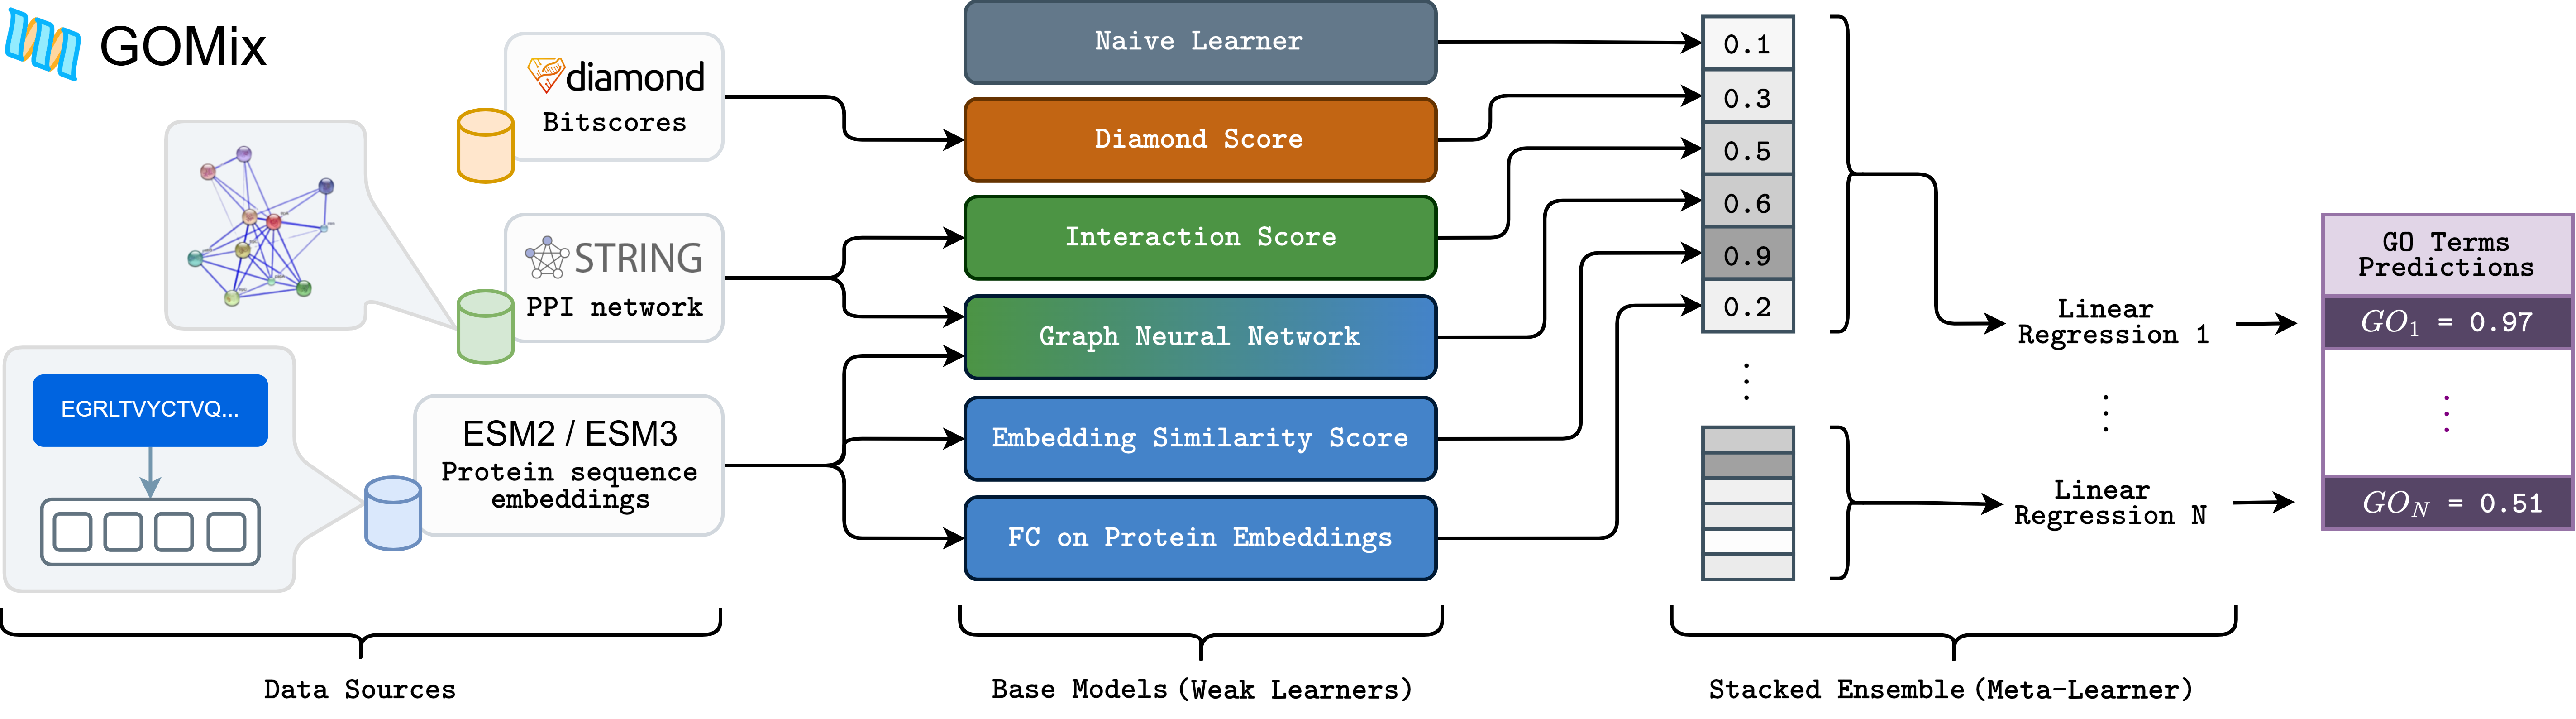 GOMix
diamond
Bitscores
STRING
PPI network
EGRLTVYCTVQ...
ESM2 / ESM3
Protein sequence
embeddings
Data Sources
Naive Learner
Diamond Score
Interaction Score
Graph Neural Network
Embedding Similarity Score
FC on Protein Embeddings
Base Models (Weak Learners)
0.1
0.3
0.5
0.6
0.9
0.2
Linear
Regression 1
Linear
Regression N
Stacked Ensemble (Meta-Learner)
GO Terms
Predictions
GO₁ = 0.97
GO_N = 0.51